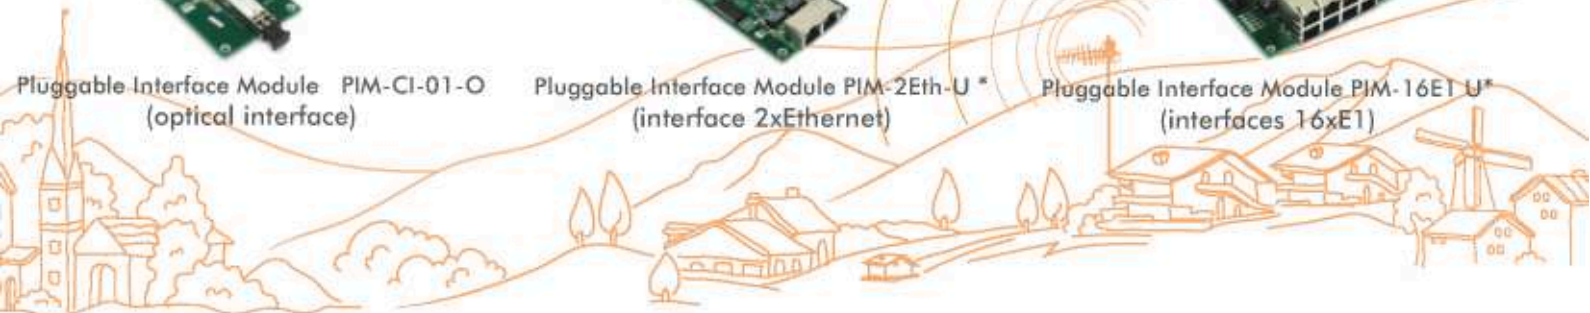 Pluggable Interface Module PIM-CI-01-O
(optical interface)
Pluggable Interface Module PIM-2Eth-U *
(interface 2xEthernet)
Pluggable Interface Module PIM-16E1 U*
(interfaces 16xE1)